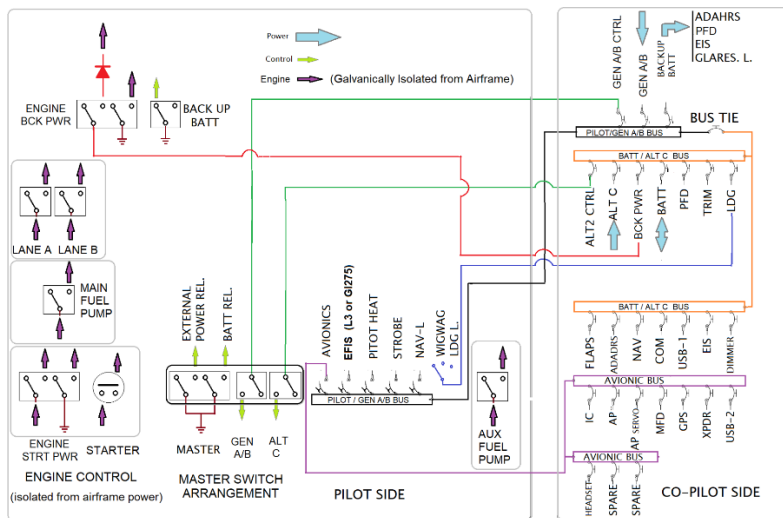 Power
Control
Engine
(Galvanically Isolated from Airframe)
ENGINE
BCK PWR
BACK UP
BATT
LANE A
LANE B
MAIN
FUEL
PUMP
ENGINE
STRT PWR
STARTER
ENGINE CONTROL
(isolated from airframe power)
EXTERNAL
POWER REL.
BATT REL.
MASTER
GEN
A/B
ALT
C
MASTER SWITCH
ARRANGEMENT
AVIONICS
EFIS (L3 or GI275)
PITOT HEAT
STROBE
NAV-L
WIGWAG
LDG L.
PILOT / GEN A/B BUS
AUX
FUEL
PUMP
PILOT SIDE
GEN A/B CTRL
GEN A/B
BACKUP
BATT
ADAHRS
PFD
EIS
GLARES. L.
PILOT/GEN A/B BUS
BUS TIE
BATT / ALT C BUS
ALT2 CTRL
ALT C
BCK PWR
BATT
PFD
TRIM
LDG
BATT / ALT C BUS
FLAPS
ADADRS
NAV
COM
USB-1
EIS
DIMMER
AVIONIC BUS
IC
AP
AP SERVO
MFD
GPS
XPDR
USB-2
AVIONIC BUS
HEADSET
SPARE
SPARE
CO-PILOT SIDE